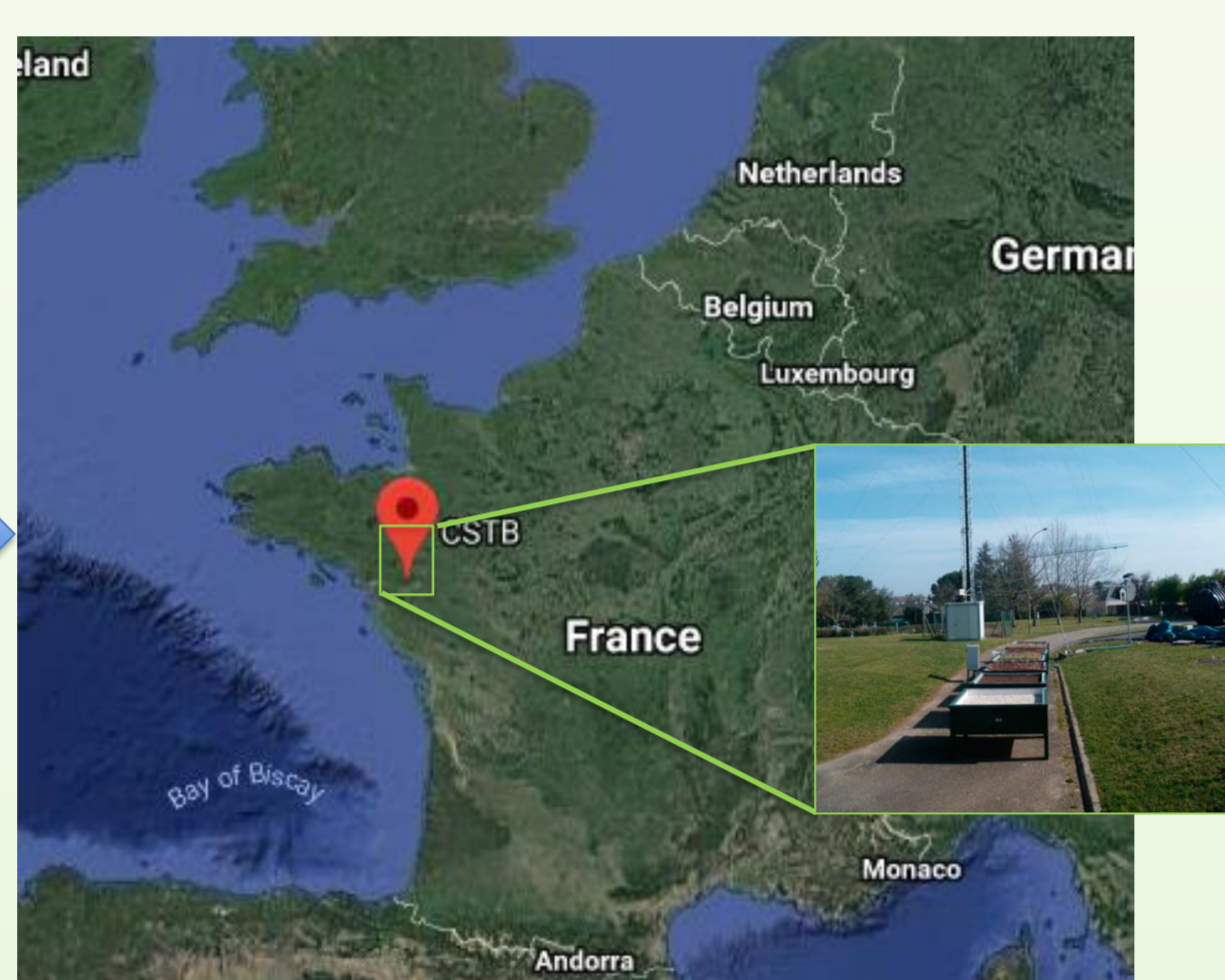 eland
Netherlands
German
Belgium
Luxembourg
CSTB
France
Bay of Biscay
Monaco
Andorra